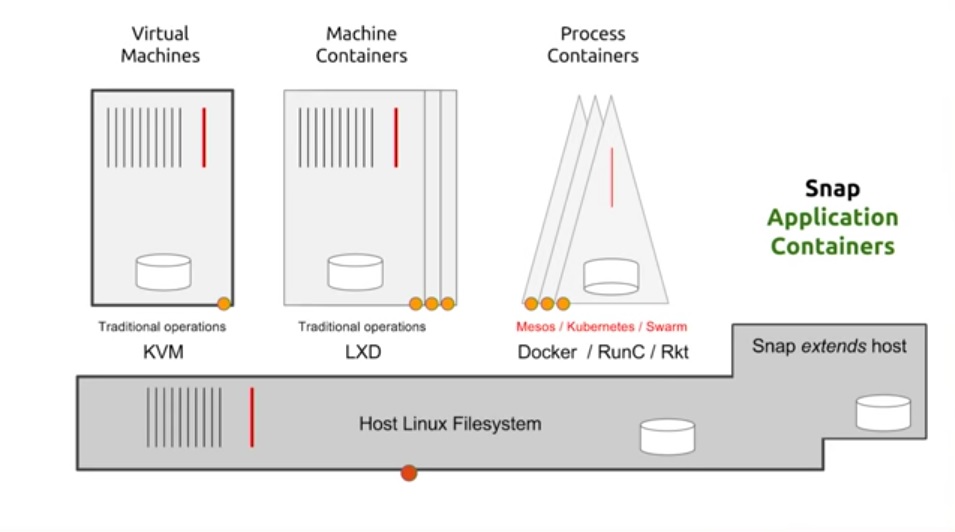 Virtual
Machines
Machine
Containers
Process
Containers
Snap
Application
Containers
Traditional operations
KVM
Traditional operations
LXD
Mesos / Kubernetes / Swarm
Docker / RunC / Rkt
Snap extends host
Host Linux Filesystem